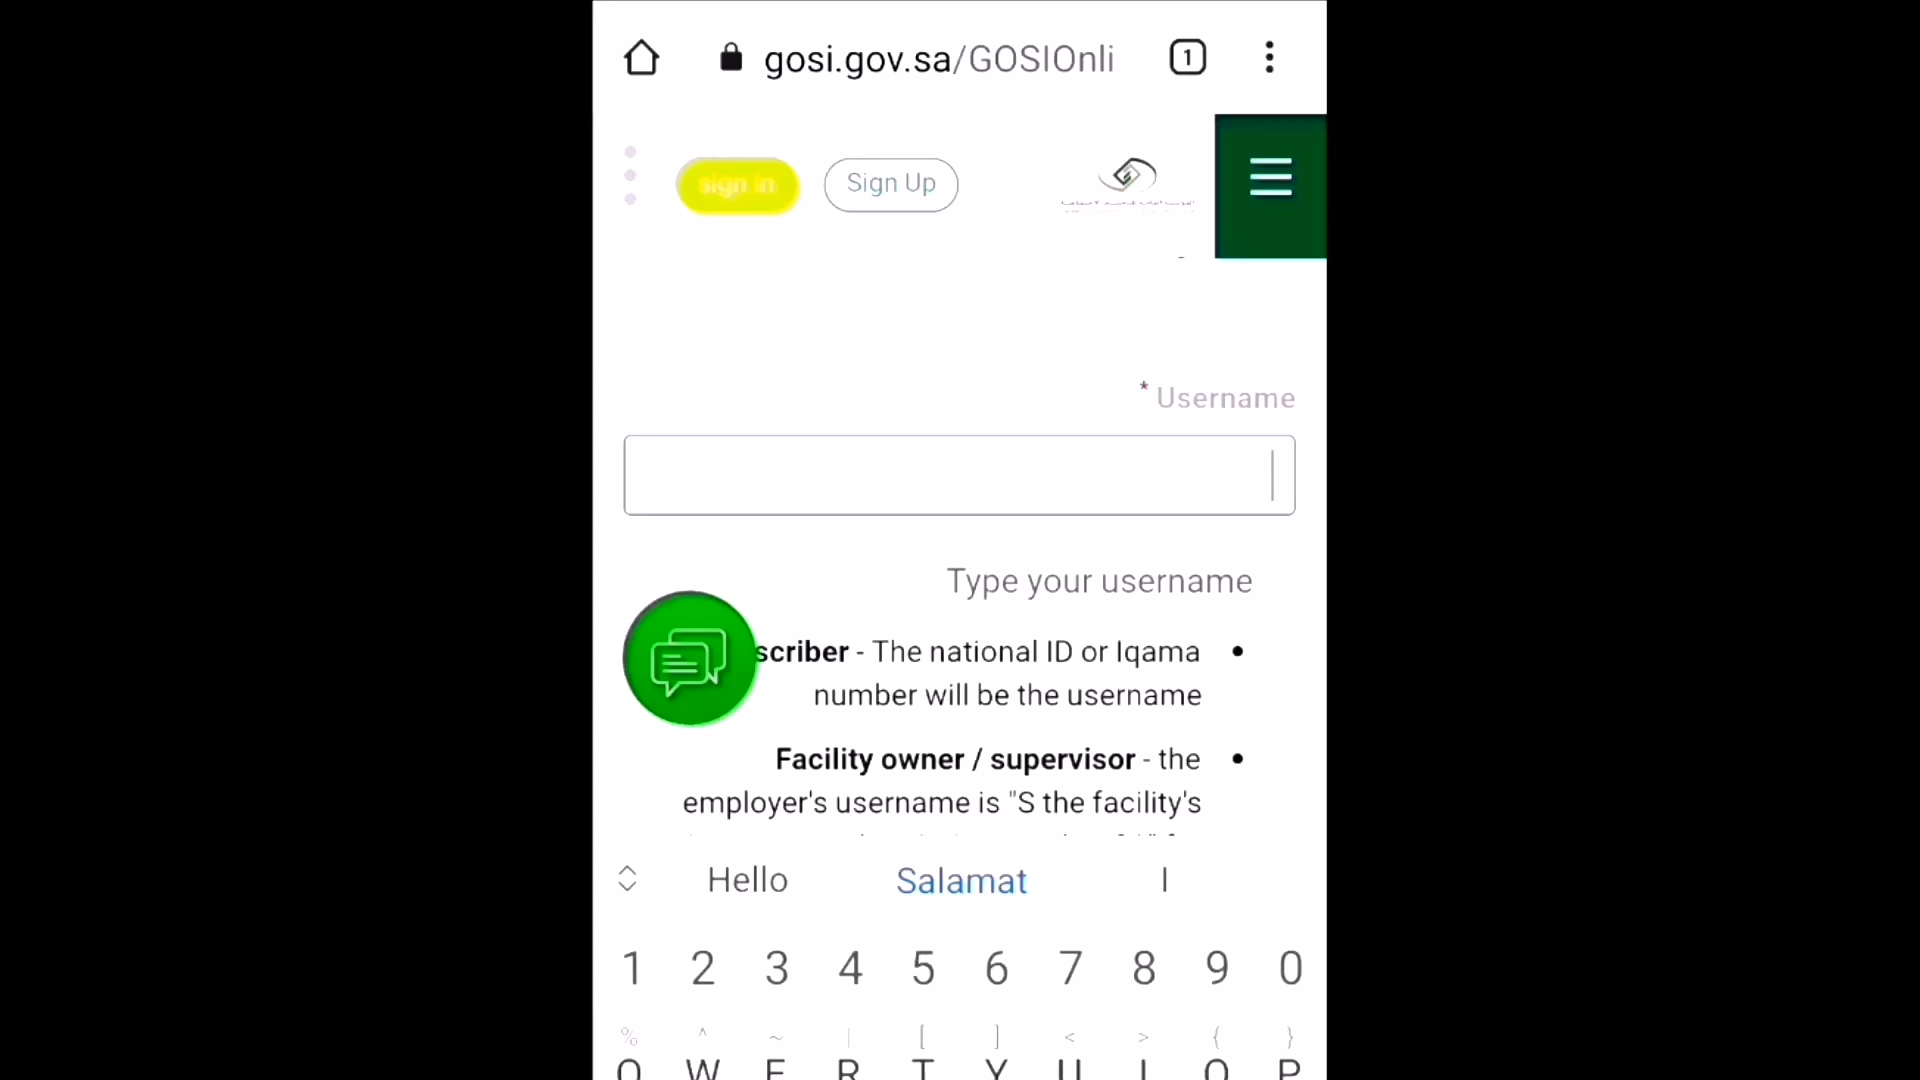 gosi.gov.sa/GOSIOnli
1
sign in
Sign Up
* Username
Type your username
scriber - The national ID or Iqama
number will be the username
Facility owner / supervisor - the
employer's username is "S the facility's
Hello Salamat I
1 2 3 4 5 6 7 8 9 0
% ^ ~ | [ ] < > { }
Q W E R T Y U I O P